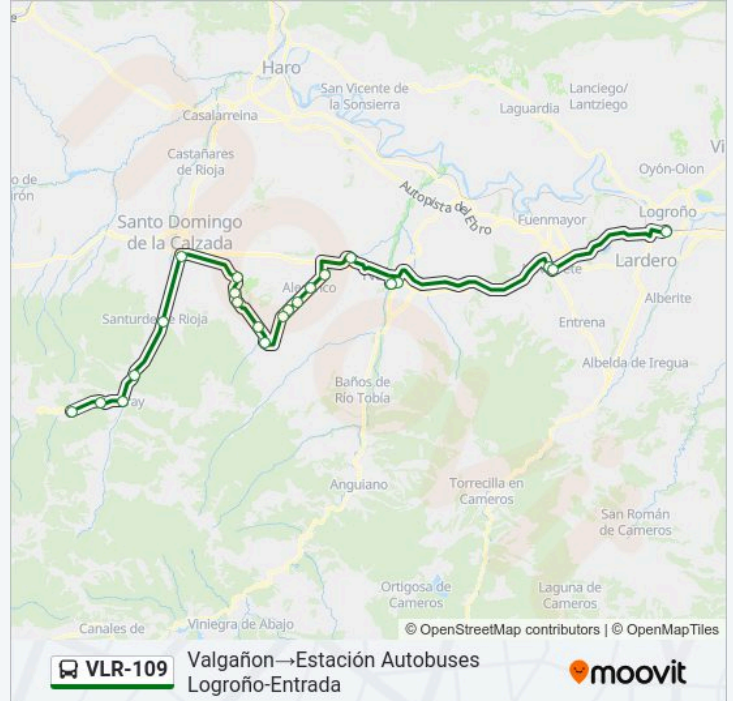 Haro
San Vicente de
la Sonsierra
Lanciego/
Lantziego
Laguardia
Casalarreina
Castañares
de Rioja
Oyón-Oion
Autopista del Ebro
Fuenmayor
Logroño
Santo Domingo
de la Calzada
Lardero
Alberite
Santurde de Rioja
Entrena
Albelda de Iregua
Baños de
Río Tobía
Anguiano
Torrecilla en
Cameros
San Román
de Cameros
Ortigosa de
Cameros
Laguna de
Cameros
Canales de
Viniegra de Abajo
© OpenStreetMap contributors | © OpenMapTiles
VLR-109
Valgañon→Estación Autobuses
Logroño-Entrada
moovit